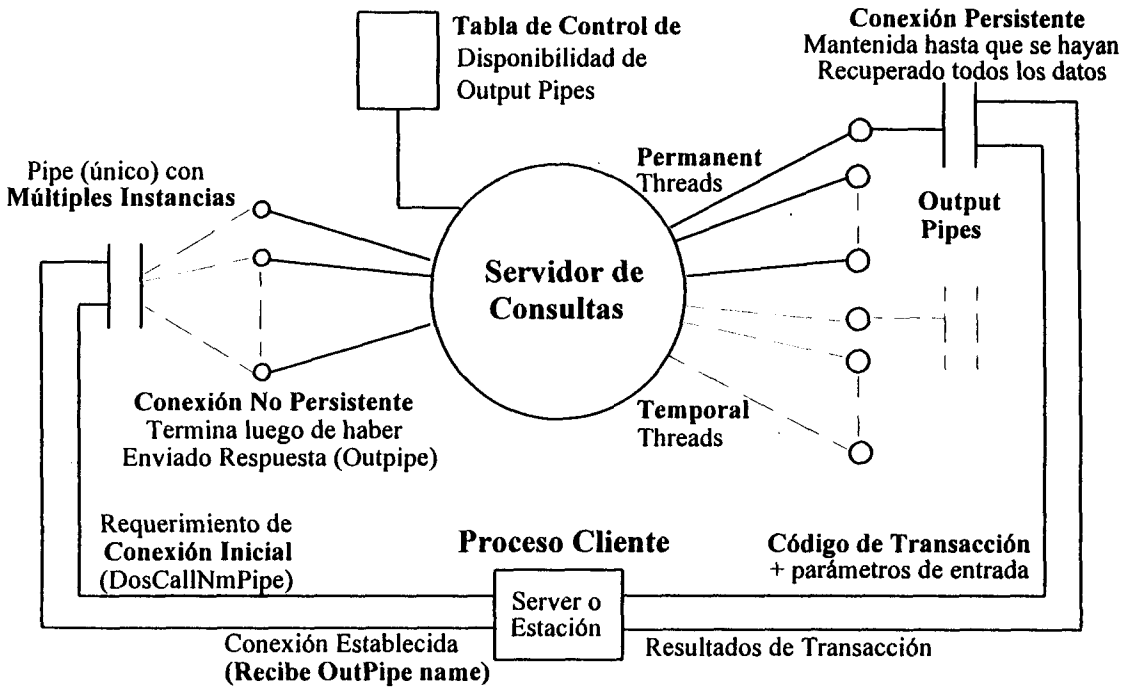 Tabla de Control de
Disponibilidad de
Output Pipes
Conexión Persistente
Mantenida hasta que se hayan
Recuperado todos los datos
Pipe (único) con
Múltiples Instancias
Permanent
Threads
Output
Pipes
Servidor de
Consultas
Conexión No Persistente
Termina luego de haber
Enviado Respuesta (Outpipe)
Temporal
Threads
Requerimiento de
Conexión Inicial
(DosCallNmPipe)
Proceso Cliente
Código de Transacción
+ parámetros de entrada
Server o
Estación
Conexión Establecida
(Recibe OutPipe name)
Resultados de Transacción